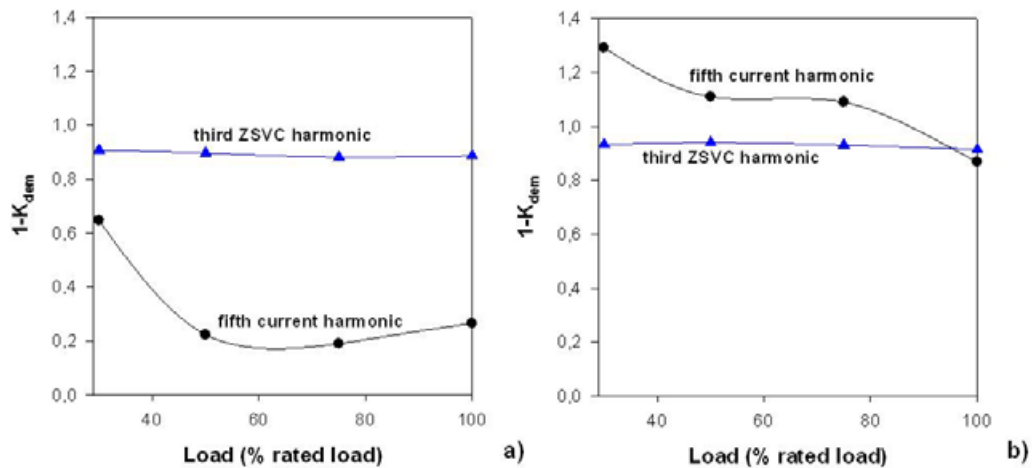 1,4
1,2
1,0
0,8
0,6
0,4
0,2
0,0
1-Kdem
third ZSVC harmonic
fifth current harmonic
40
60
80
100
Load (% rated load)
a)
1,4
1,2
1,0
0,8
0,6
0,4
0,2
0,0
1-Kdem
fifth current harmonic
third ZSVC harmonic
40
60
80
100
Load (% rated load)
b)